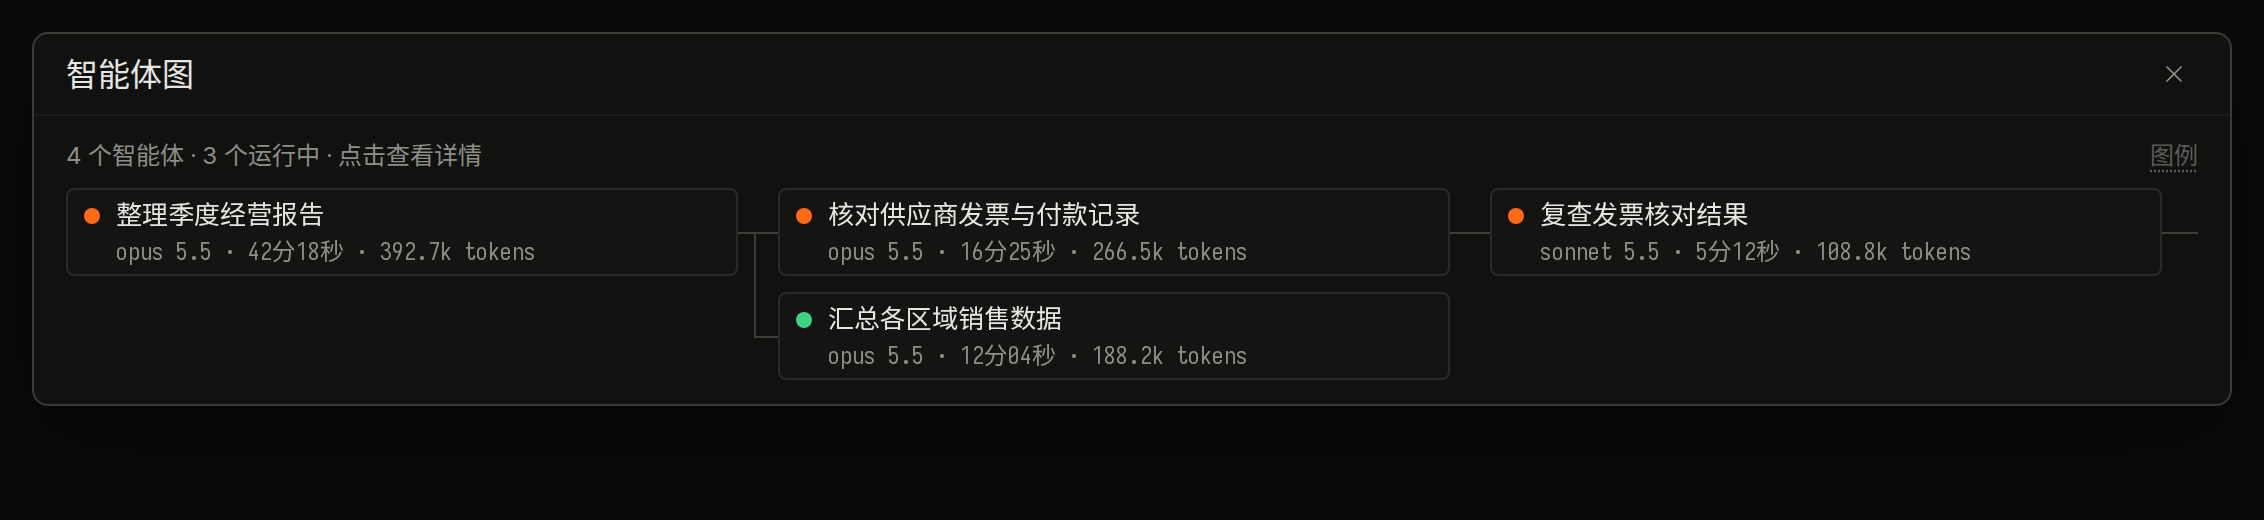 智能体图
4 个智能体 · 3 个运行中 · 点击查看详情
图例
整理季度经营报告
opus 5.5 · 42分18秒 · 392.7k tokens
核对供应商发票与付款记录
opus 5.5 · 16分25秒 · 266.5k tokens
复查发票核对结果
sonnet 5.5 · 5分12秒 · 108.8k tokens
汇总各区域销售数据
opus 5.5 · 12分04秒 · 188.2k tokens